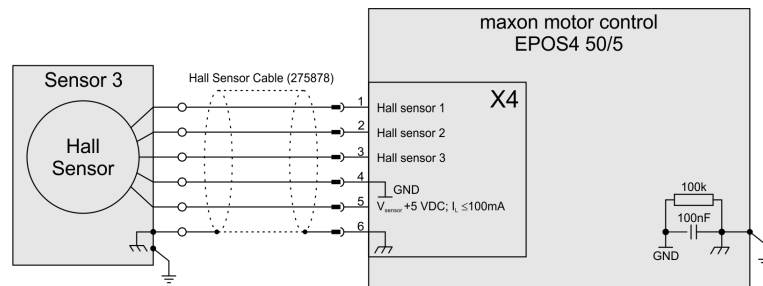 maxon motor control
EPOS4 50/5
Sensor 3
Hall Sensor Cable (275878)
X4
1
Hall sensor 1
2
Hall sensor 2
3
Hall sensor 3
Hall
Sensor
4
GND
5
Vsensor +5 VDC; IL ≤100mA
6
100k
100nF
GND